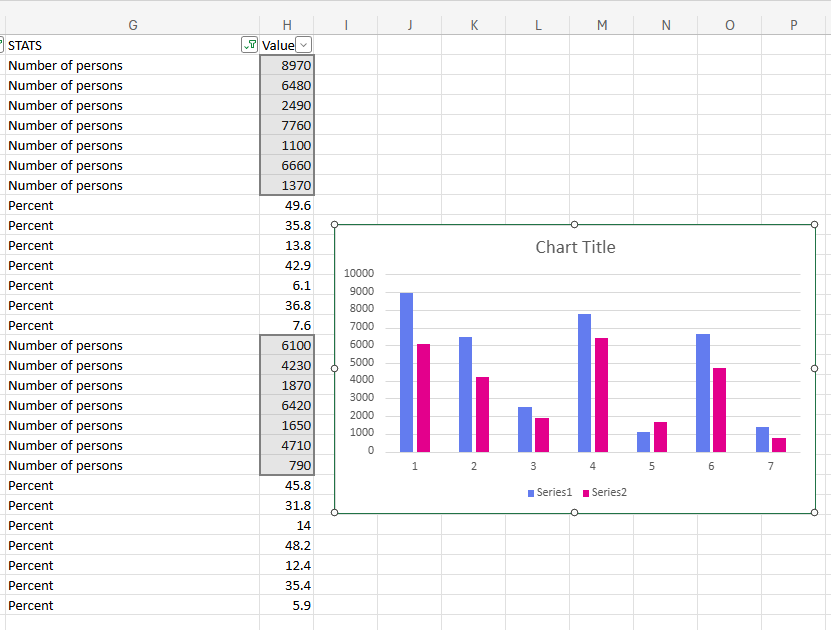 G H I J K L M N O P
STATS Value
Number of persons 8970
Number of persons 6480
Number of persons 2490
Number of persons 7760
Number of persons 1100
Number of persons 6660
Number of persons 1370
Percent 49.6
Percent 35.8
Percent 13.8
Percent 42.9
Percent 6.1
Percent 36.8
Percent 7.6
Number of persons 6100
Number of persons 4230
Number of persons 1870
Number of persons 6420
Number of persons 1650
Number of persons 4710
Number of persons 790
Percent 45.8
Percent 31.8
Percent 14
Percent 48.2
Percent 12.4
Percent 35.4
Percent 5.9
Chart Title
10000
9000
8000
7000
6000
5000
4000
3000
2000
1000
0
1 2 3 4 5 6 7
Series1 Series2